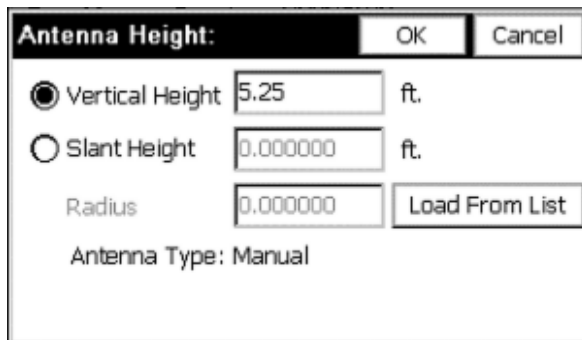 Antenna Height: OK Cancel
Vertical Height 5.25 ft.
Slant Height 0.000000 ft.
Radius 0.000000 Load From List
Antenna Type: Manual